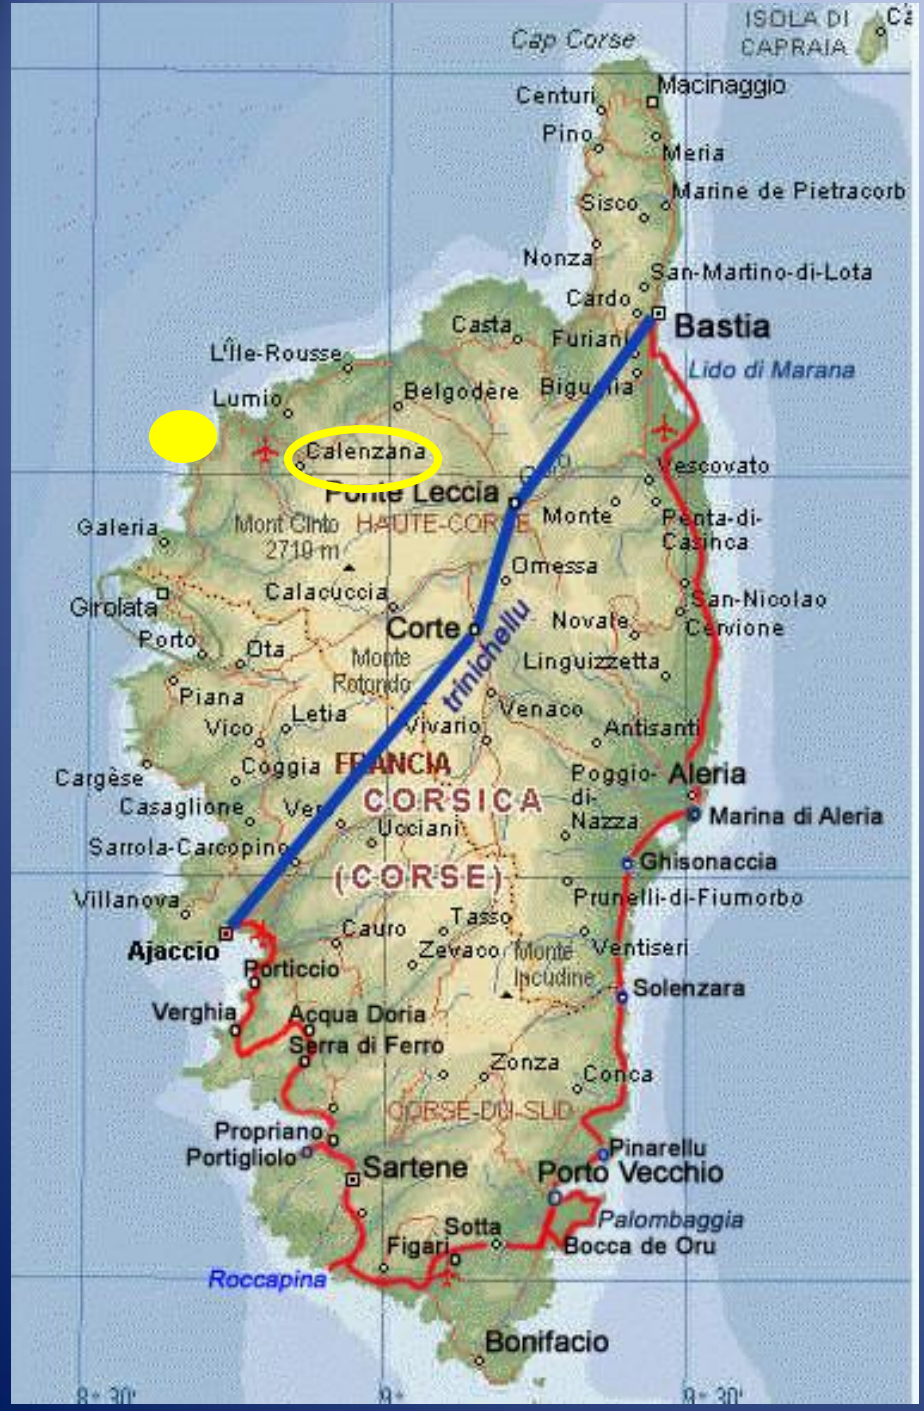 ISOLA DI
CAPRAIA
Cap Corse
Macinaggio
Centuri
Pino
Meria
Marine de Pietracorb
Sisco
Nonza
San-Martino-di-Lota
Cardo
Bastia
Casta
Furiani
L'Île-Rousse
Lido di Marana
Belgodère
Biguglia
Lumio
Calenzana
Vescovato
Ponte Leccia
Monte
Penta-di-
Casinca
Galeria
Mont Cinto
2710 m
HAUTE-CORSE
Omessa
Calacuccia
Girolata
San-Nicolao
Corte
Novale
Cervione
Porto
Ota
Monte
Rotondo
trinichellu
Linguizzetta
Piana
Letia
Venaco
Vico
Vivario
Antisanti
FRANCIA
Cargèse
Coggia
Poggio-
di-
Nazza
Aleria
CORSICA
Casaglione
Marina di Aleria
Ucciani
Sarrola-Carcopino
Ghisonaccia
(CORSE)
Villanova
Prunelli-di-Fiumorbo
Tasso
Cauro
Ajaccio
Zevaco
Monte
Incudine
Ventiseri
Porticcio
Solenzara
Verghia
Acqua Doria
Serra di Ferro
Zonza
Conca
CORSE-DU-SUD
Propriano
Portigliolo
Pinarellu
Sartene
Porto Vecchio
Palombaggia
Sotta
Figari
Bocca de Oru
Roccapina
Bonifacio
8° 30'
9°
9° 30'